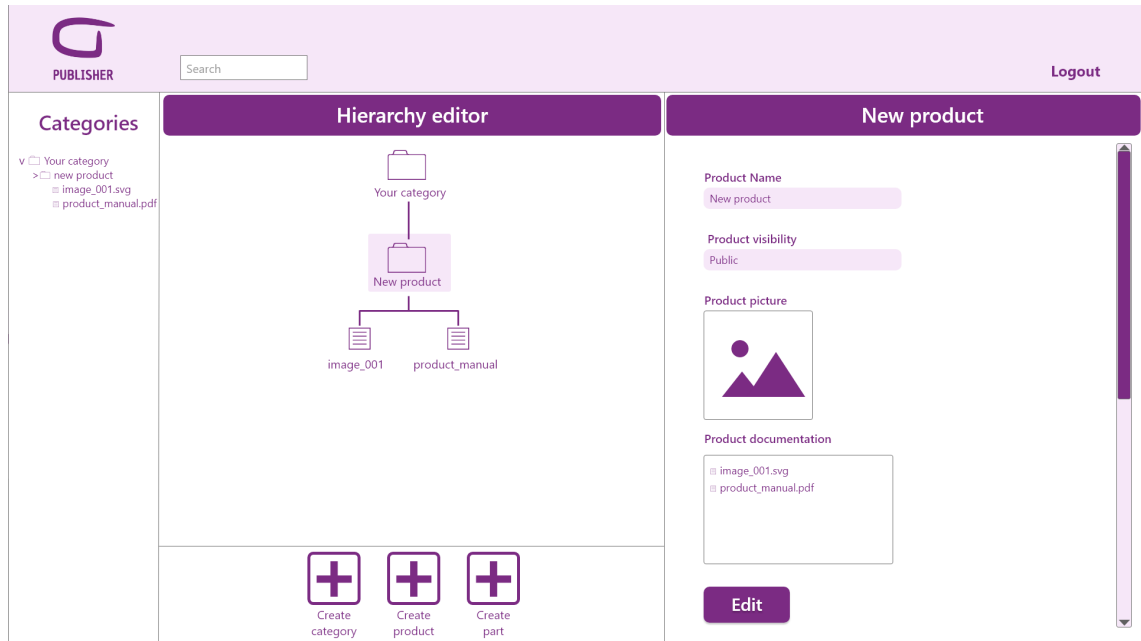 PUBLISHER
Search
Logout
Categories
v Your category
> new product
image_001.svg
product_manual.pdf
Hierarchy editor
Your category
New product
image_001
product_manual
Create
category
Create
product
Create
part
New product
Product Name
New product
Product visibility
Public
Product picture
Product documentation
image_001.svg
product_manual.pdf
Edit